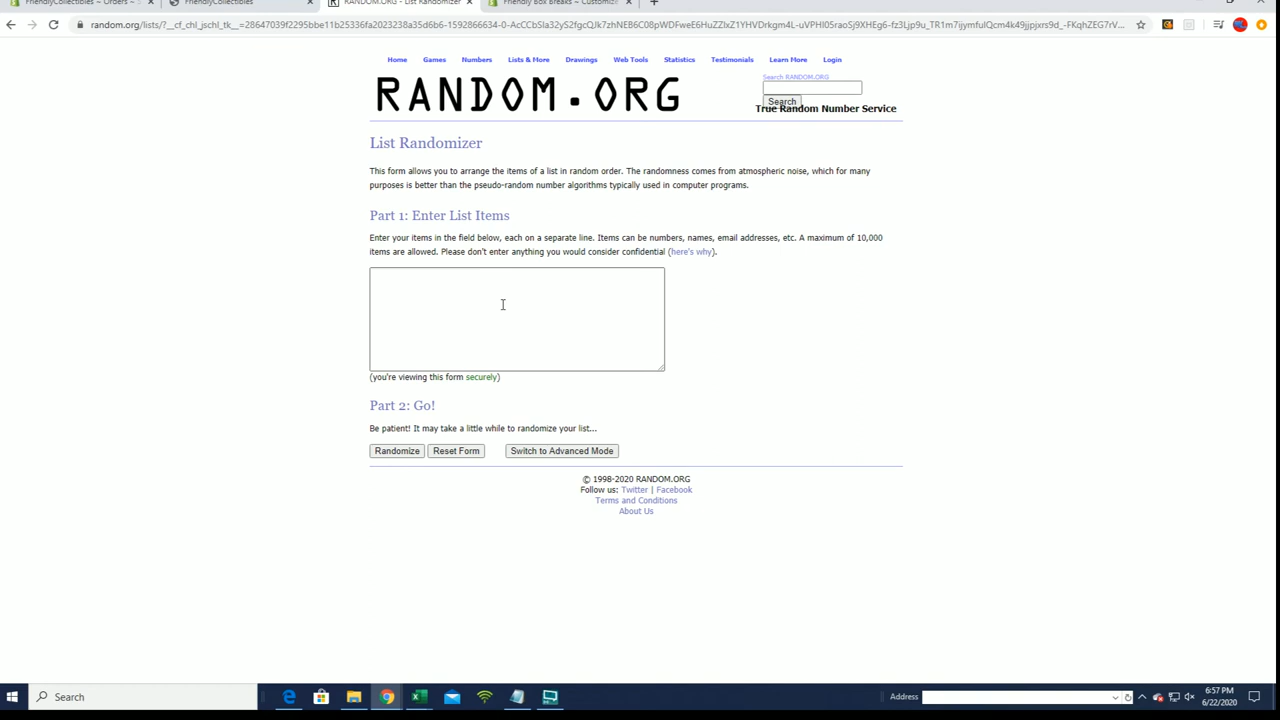 FriendlyCollectibles ~ Orders ~ S
FriendlyCollectibles
RANDOM.ORG - List Randomizer
Friendly Box Breaks ~ Customize
random.org/lists/?__cf_chl_jschl_tk__=
Home Games Numbers Lists & More Drawings Web Tools Statistics Testimonials Learn More Login
RANDOM.ORG
Search RANDOM.ORG
Search
True Random Number Service
List Randomizer
This form allows you to arrange the items of a list in random order. The randomness comes from atmospheric noise, which for many
purposes is better than the pseudo-random number algorithms typically used in computer programs.
Part 1: Enter List Items
Enter your items in the field below, each on a separate line. Items can be numbers, names, email addresses, etc. A maximum of 10,000
items are allowed. Please don't enter anything you would consider confidential (here's why).
(you're viewing this form securely)
Part 2: Go!
Be patient! It may take a little while to randomize your list...
Randomize Reset Form Switch to Advanced Mode
© 1998-2020 RANDOM.ORG
Follow us: Twitter | Facebook
Terms and Conditions
About Us
Search
Address
6:57 PM
6/22/2020